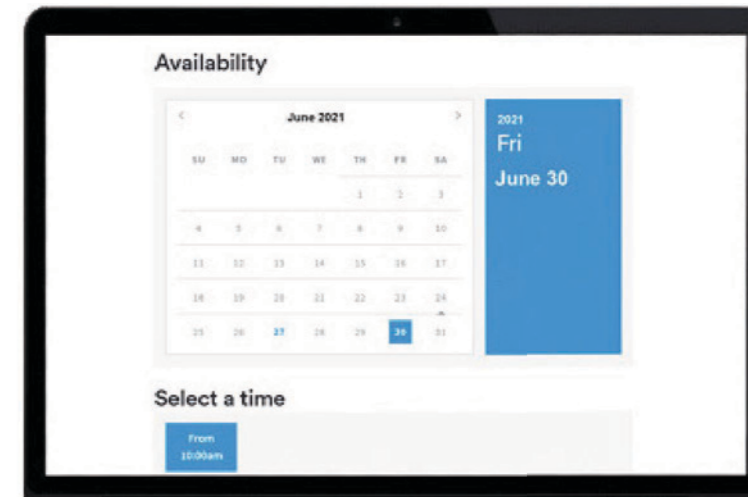 Availability
< June 2021 >
SU MO TU WE TH FR SA
1 2 3
4 5 6 7 8 9 10
11 12 13 14 15 16 17
18 19 20 21 22 23 24
25 26 27 28 29 30 31
2021
Fri
June 30
Select a time
From
10:00am